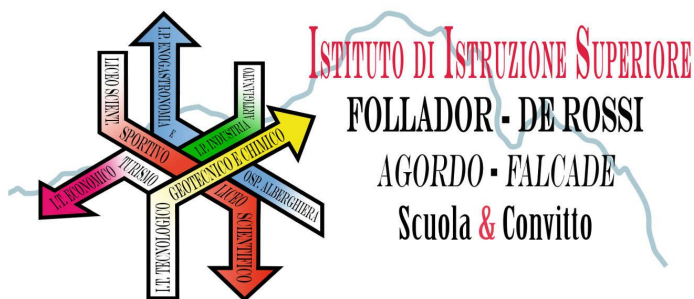 ISTITUTO DI ISTRUZIONE SUPERIORE
FOLLADOR - DE ROSSI
AGORDO - FALCADE
Scuola & Convitto
LICEO SCIENT.
SPORTIVO
I.P. ENOGASTRONOMIA
E
OSP. ALBERGHIERA
I.P. INDUSTRIA
ARTIGIANATO
I.T. ECONOMICO
TURISMO
I.T. TECNOLOGICO
GEOTECNICO E CHIMICO
LICEO
SCIENTIFICO